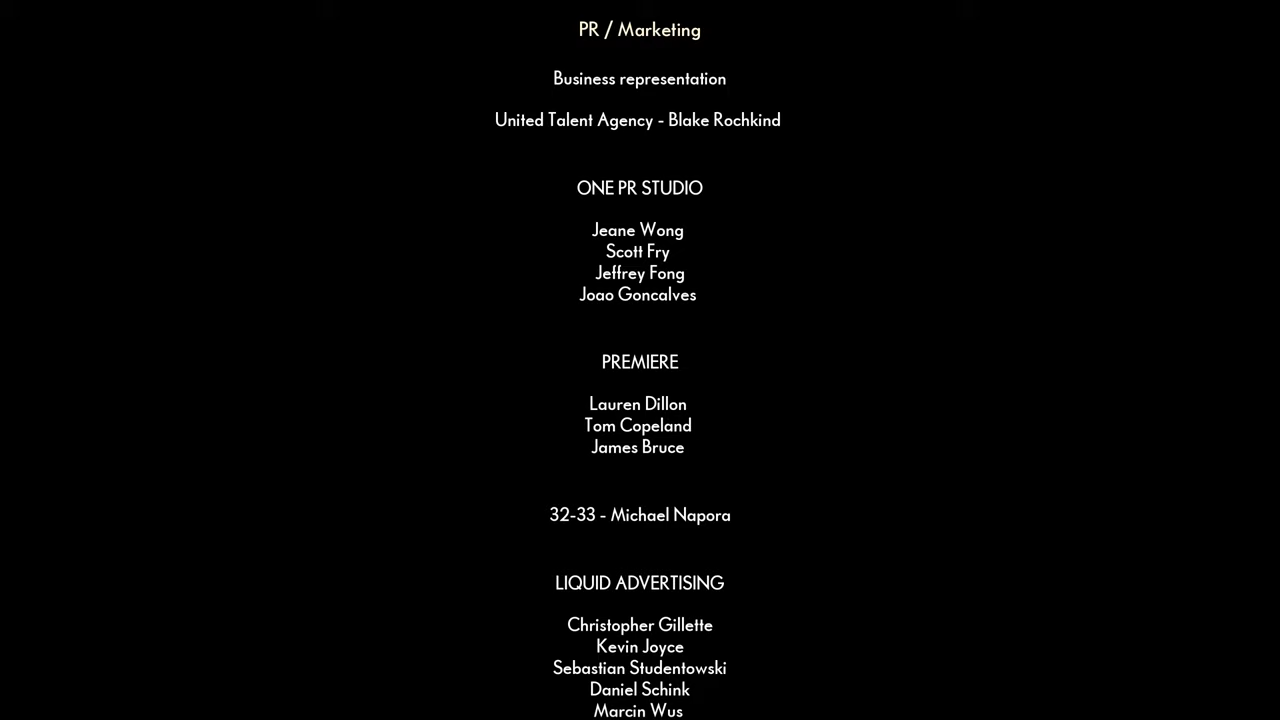 PR / Marketing
Business representation
United Talent Agency - Blake Rochkind
ONE PR STUDIO
Jeane Wong
Scott Fry
Jeffrey Fong
Joao Goncalves
PREMIERE
Lauren Dillon
Tom Copeland
James Bruce
32-33 - Michael Napora
LIQUID ADVERTISING
Christopher Gillette
Kevin Joyce
Sebastian Studentowski
Daniel Schink
Marcin Wus